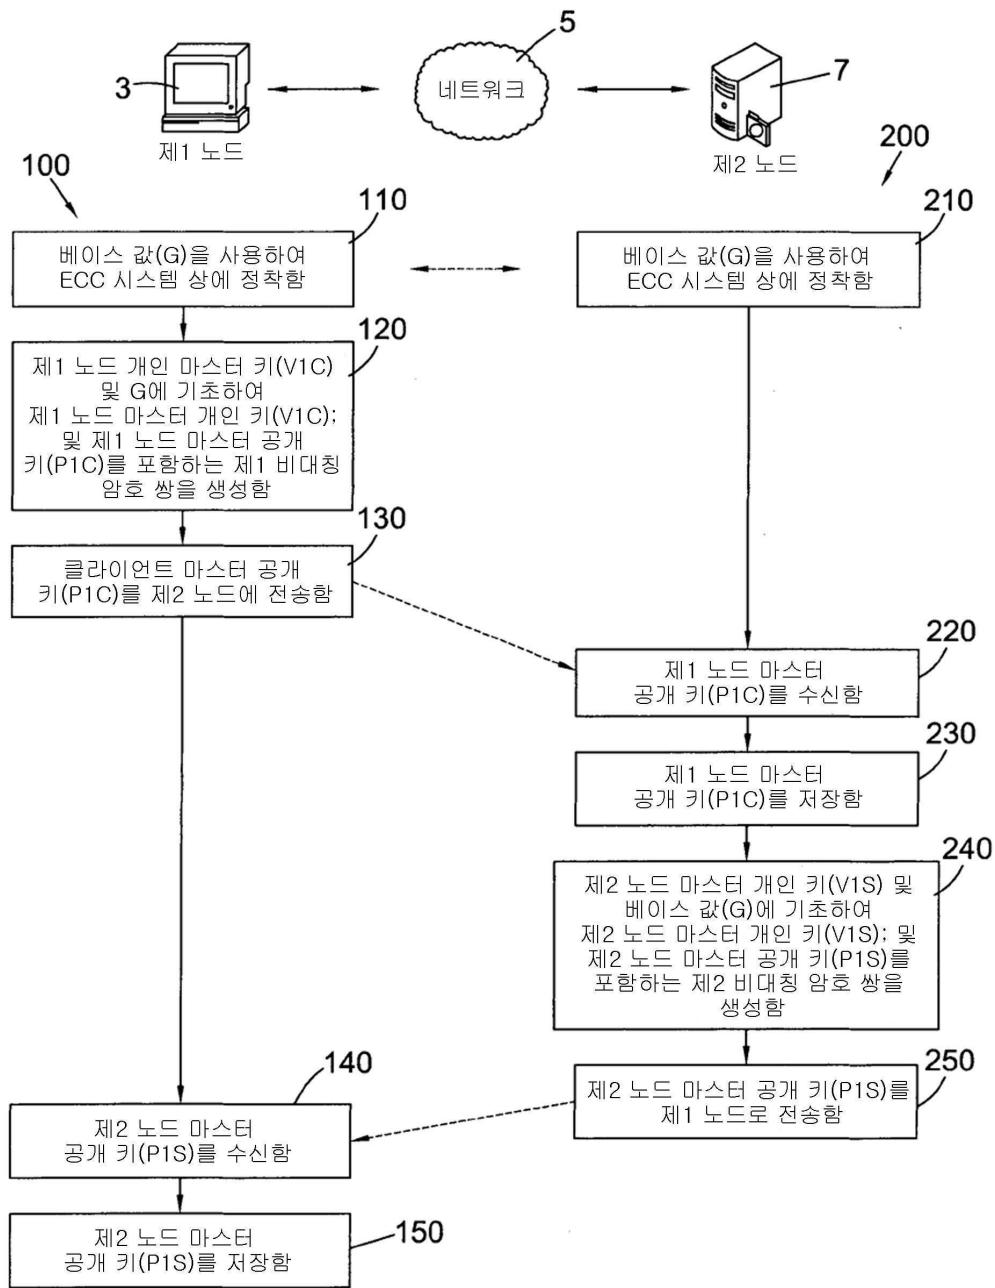 5
3
네트워크
7
제1 노드
제2 노드
100
200
110
베이스 값(G)을 사용하여
ECC 시스템 상에 정착함
210
베이스 값(G)을 사용하여
ECC 시스템 상에 정착함
120
제1 노드 개인 마스터 키(V1C)
및 G에 기초하여
제1 노드 마스터 개인 키(V1C);
및 제1 노드 마스터 공개
키(P1C)를 포함하는 제1 비대칭
암호 쌍을 생성함
130
클라이언트 마스터 공개
키(P1C)를 제2 노드에 전송함
220
제1 노드 마스터
공개 키(P1C)를 수신함
230
제1 노드 마스터
공개 키(P1C)를 저장함
240
제2 노드 마스터 개인 키(V1S) 및
베이스 값(G)에 기초하여
제2 노드 마스터 개인 키(V1S); 및
제2 노드 마스터 공개 키(P1S)를
포함하는 제2 비대칭 암호 쌍을
생성함
250
제2 노드 마스터 공개 키(P1S)를
제1 노드로 전송함
140
제2 노드 마스터
공개 키(P1S)를 수신함
150
제2 노드 마스터
공개 키(P1S)를 저장함